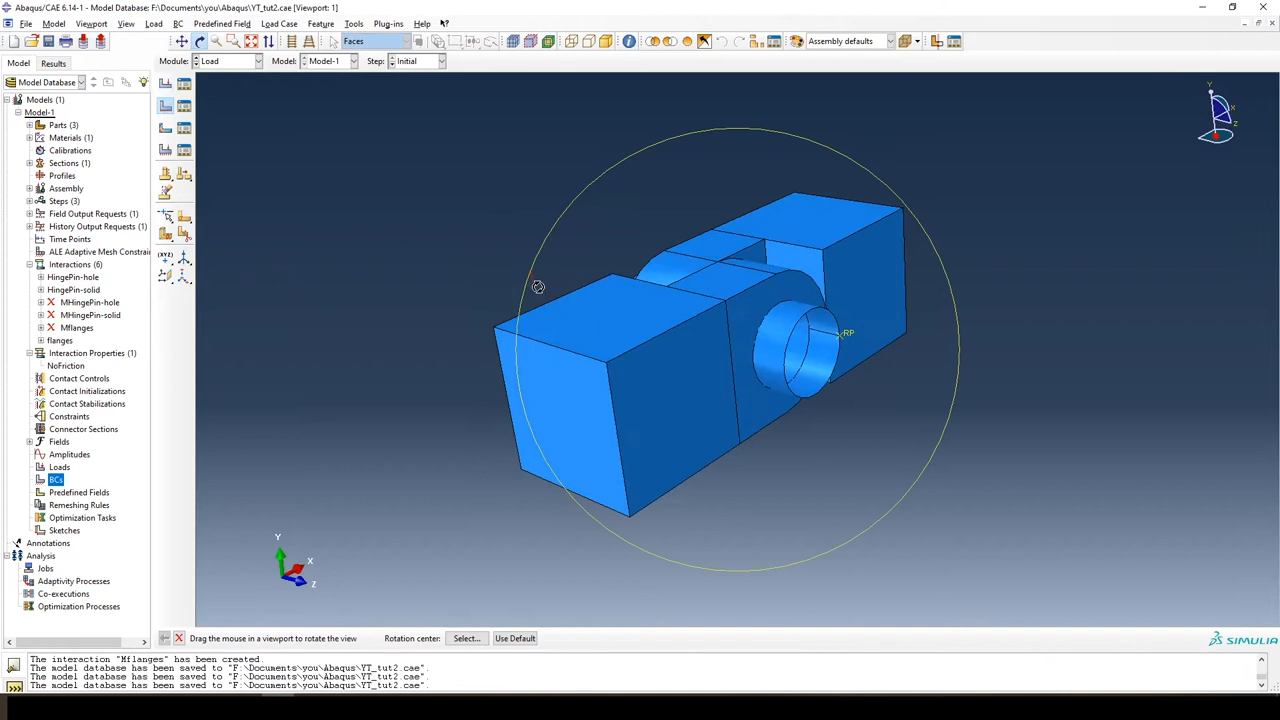 Abaqus/CAE 6.14-1 - Model Database: F:\Documents\you\Abaqus\YT_tut2.cae [Viewport: 1]
File Model Viewport View Load BC Predefined Field Load Case Feature Tools Plug-ins Help
Faces
Assembly defaults
Model Results
Module: Load Model: Model-1 Step: Initial
Model Database
Models (1)
Model-1
Parts (3)
Materials (1)
Calibrations
Sections (1)
Profiles
Assembly
Steps (3)
Field Output Requests (1)
History Output Requests (1)
Time Points
ALE Adaptive Mesh Constrai
Interactions (6)
HingePin-hole
HingePin-solid
MHingePin-hole
MHingePin-solid
Mflanges
flanges
Interaction Properties (1)
NoFriction
Contact Controls
Contact Initializations
Contact Stabilizations
Constraints
Connector Sections
Fields
Amplitudes
Loads
BCs
Predefined Fields
Remeshing Rules
Optimization Tasks
Sketches
Annotations
Analysis
Jobs
Adaptivity Processes
Co-executions
Optimization Processes
Y
X
Z
RP
Y
X
Z
(XYZ)
Drag the mouse in a viewport to rotate the view Rotation center: Select... Use Default
SIMULIA
The interaction "Mflanges" has been created.
The model database has been saved to "F:\Documents\you\Abaqus\YT_tut2.cae".
The model database has been saved to "F:\Documents\you\Abaqus\YT_tut2.cae".
The model database has been saved to "F:\Documents\you\Abaqus\YT_tut2.cae".
>>>